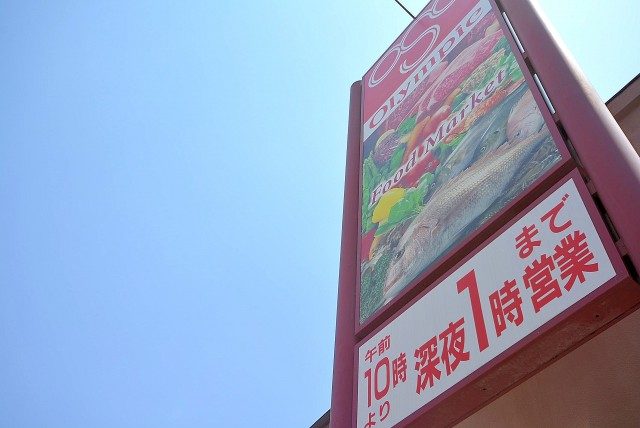 Olympic
Food Market
午前
10時
より
深夜1時まで営業